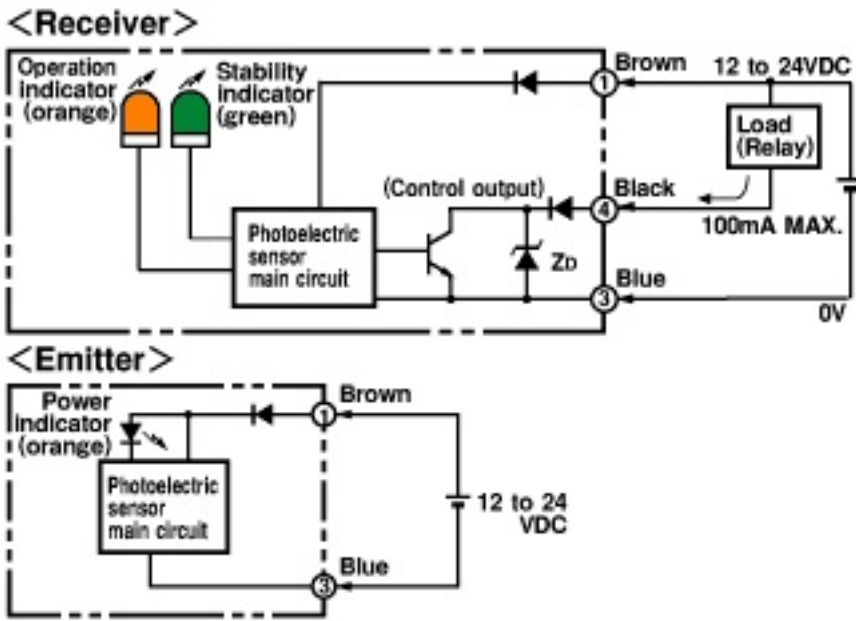 <Receiver>
Operation
indicator
(orange)
Stability
indicator
(green)
1
Brown
12 to 24VDC
Load
(Relay)
(Control output)
Black
4
100mA MAX.
Photoelectric
sensor
main circuit
ZD
Blue
3
0V
<Emitter>
Power
indicator
(orange)
1
Brown
Photoelectric
sensor
main circuit
12 to 24
VDC
Blue
3